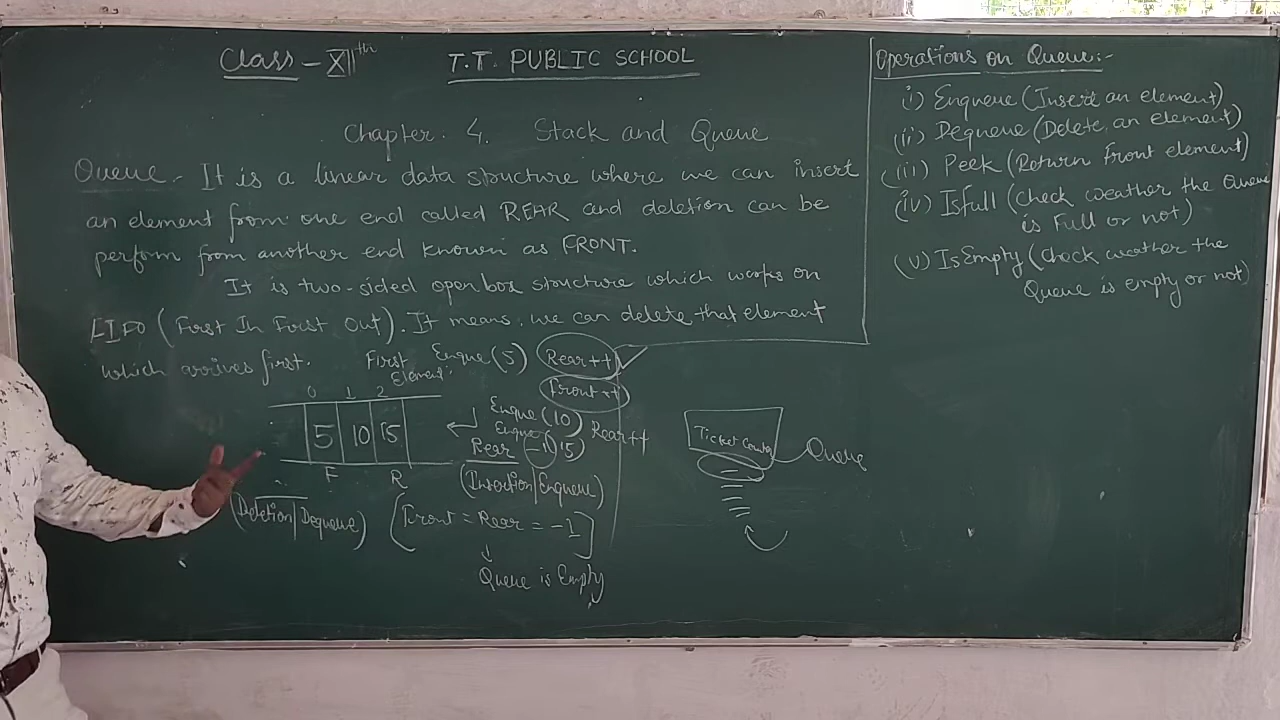 Class - XIIth
T.T. PUBLIC SCHOOL
Chapter: 4. Stack and Queue
Queue - It is a linear data structure where we can insert
an element from one end called REAR and deletion can be
perform from another end known as FRONT.
It is two-sided openbox structure which works on
FIFO (First In First Out). It means, we can delete that element
which arrives first.
First Element:
Enque(5) Rear++
Front++
0 1 2
5 10 15
F R
Enque(10)
Enque(15) Rear++
Rear -1
(Insertion/Enqueue)
(Deletion/Dequeue)
[Front = Rear = -1]
Queue is Empty
Ticket Counter
Queue
Operations on Queue:-
(i) Enqueue (Insert an element)
(ii) Dequeue (Delete an element)
(iii) Peek (Return Front element)
(iv) Isfull (Check weather the Queue
is Full or not)
(v) IsEmpty (Check weather the
Queue is empty or not)